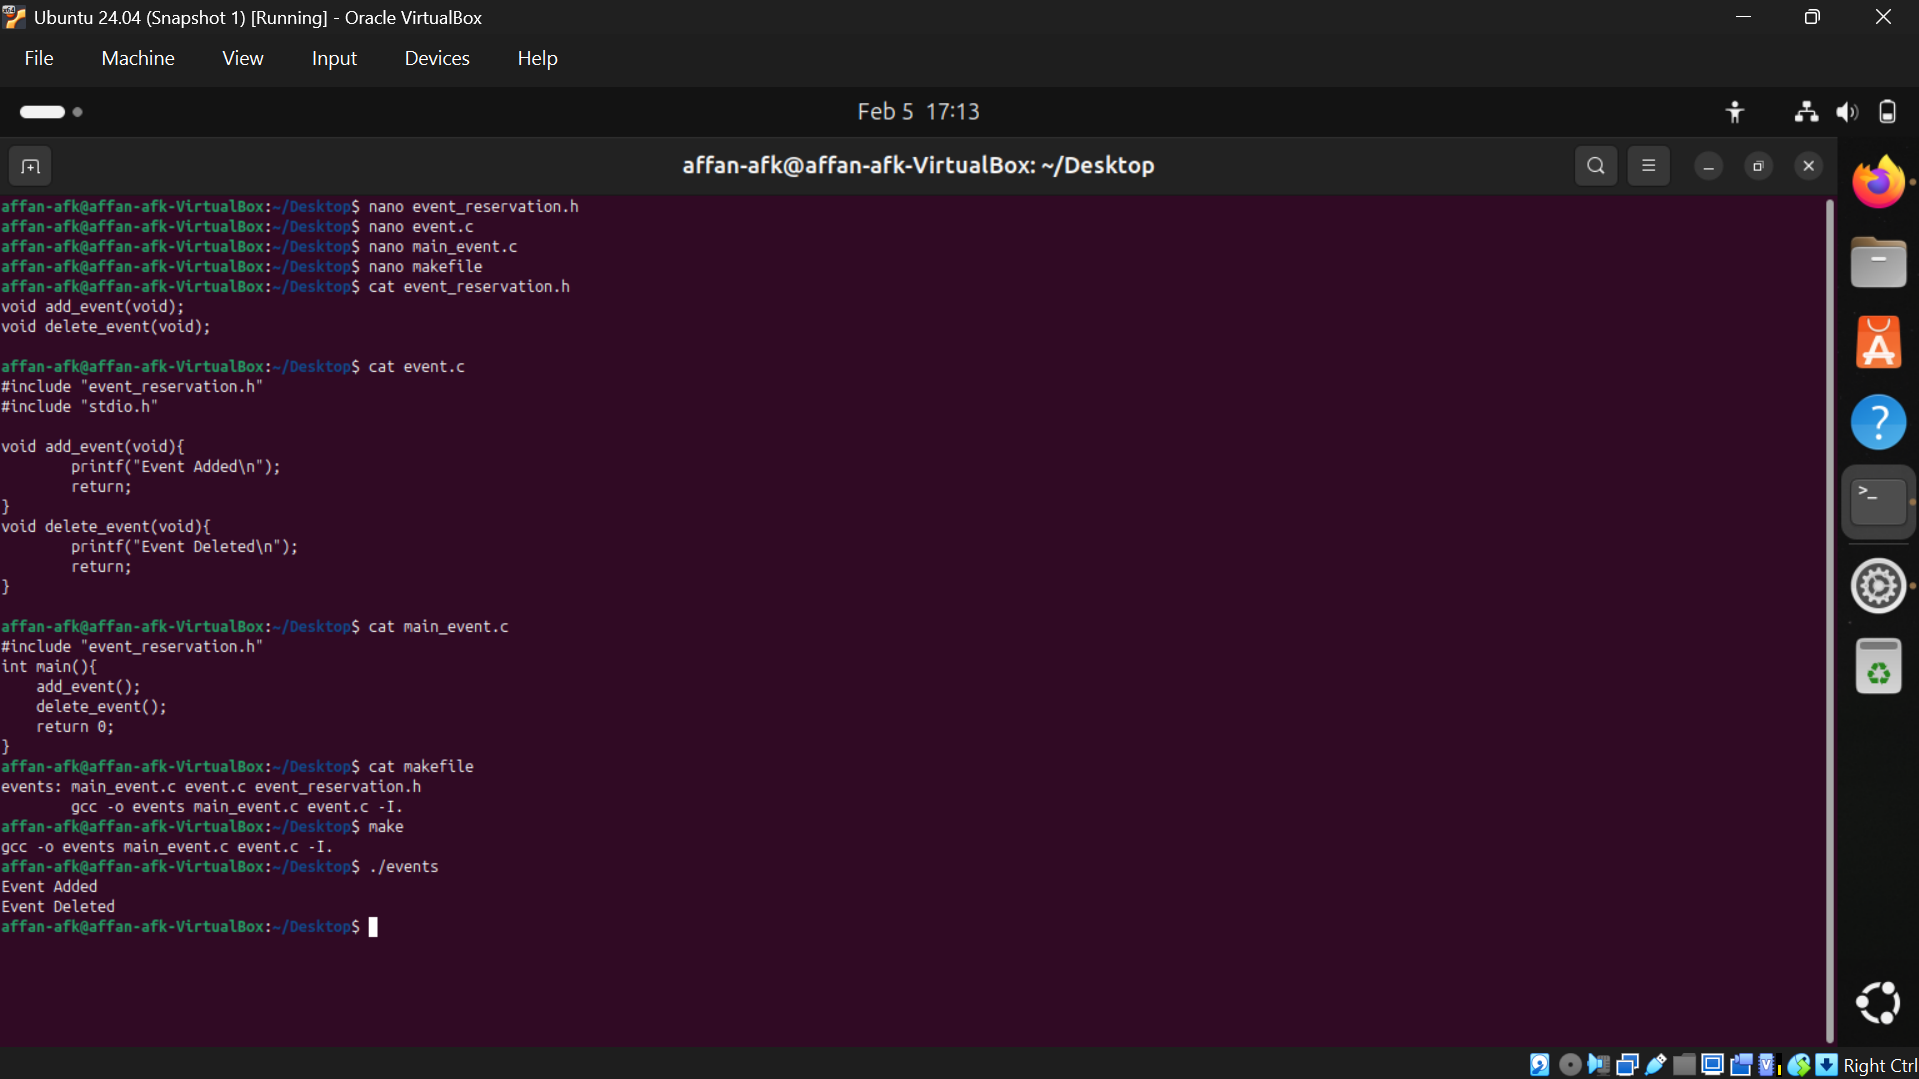 Ubuntu 24.04 (Snapshot 1) [Running] - Oracle VirtualBox
File Machine View Input Devices Help
Feb 5 17:13
affan-afk@affan-afk-VirtualBox: ~/Desktop
affan-afk@affan-afk-VirtualBox:~/Desktop$ nano event_reservation.h
affan-afk@affan-afk-VirtualBox:~/Desktop$ nano event.c
affan-afk@affan-afk-VirtualBox:~/Desktop$ nano main_event.c
affan-afk@affan-afk-VirtualBox:~/Desktop$ nano makefile
affan-afk@affan-afk-VirtualBox:~/Desktop$ cat event_reservation.h
void add_event(void);
void delete_event(void);
affan-afk@affan-afk-VirtualBox:~/Desktop$ cat event.c
#include "event_reservation.h"
#include "stdio.h"
void add_event(void){
        printf("Event Added\n");
        return;
}
void delete_event(void){
        printf("Event Deleted\n");
        return;
}
affan-afk@affan-afk-VirtualBox:~/Desktop$ cat main_event.c
#include "event_reservation.h"
int main(){
    add_event();
    delete_event();
    return 0;
}
affan-afk@affan-afk-VirtualBox:~/Desktop$ cat makefile
events: main_event.c event.c event_reservation.h
        gcc -o events main_event.c event.c -I.
affan-afk@affan-afk-VirtualBox:~/Desktop$ make
gcc -o events main_event.c event.c -I.
affan-afk@affan-afk-VirtualBox:~/Desktop$ ./events
Event Added
Event Deleted
affan-afk@affan-afk-VirtualBox:~/Desktop$
Right Ctrl